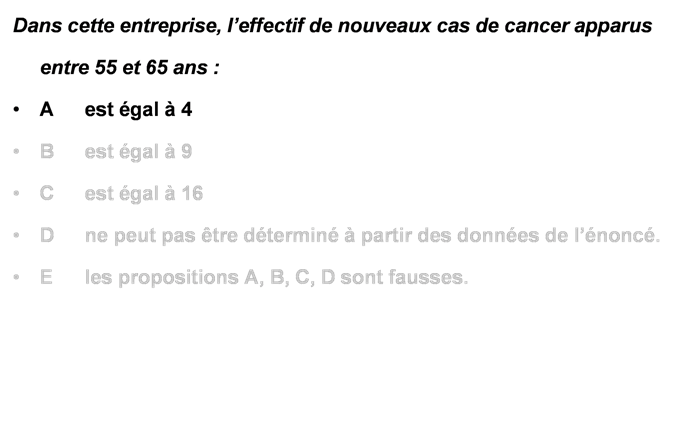 Dans cette entreprise, l’effectif de nouveaux cas de cancer apparus
entre 55 et 65 ans :
• A est égal à 4
• B est égal à 9
• C est égal à 16
• D ne peut pas être déterminé à partir des données de l’énoncé.
• E les propositions A, B, C, D sont fausses.